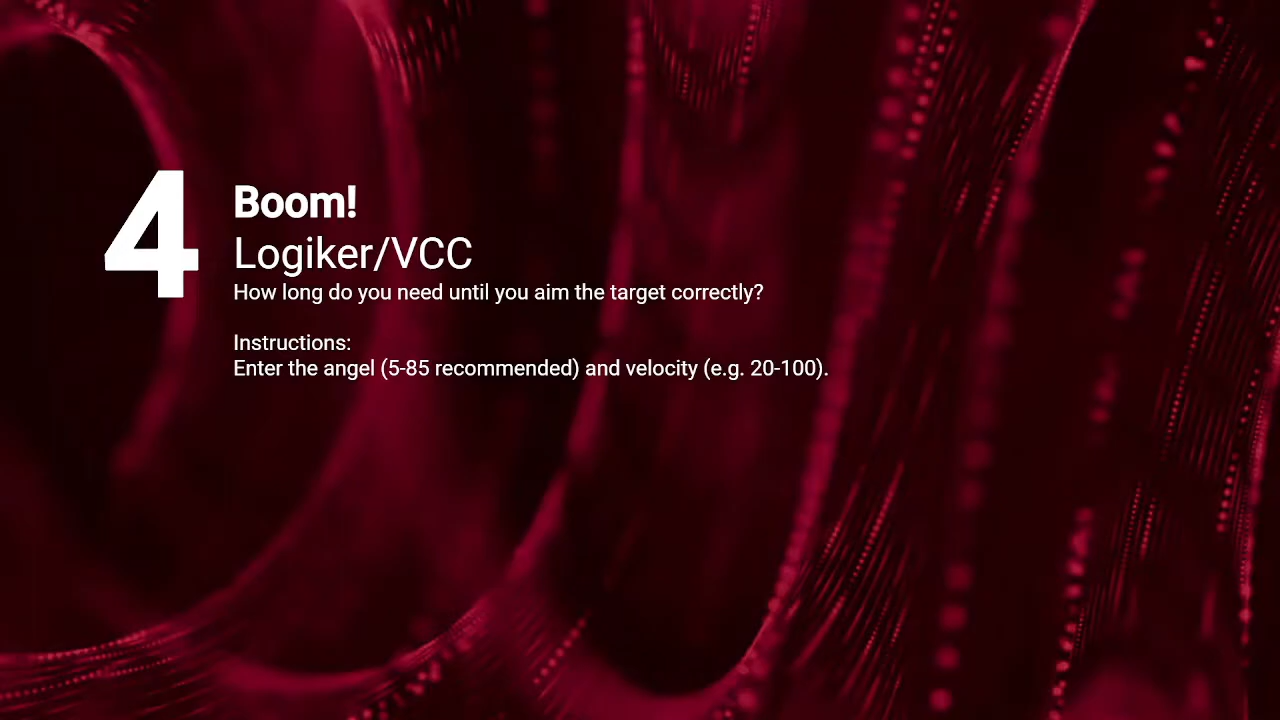 4
Boom!
Logiker/VCC
How long do you need until you aim the target correctly?
Instructions:
Enter the angel (5-85 recommended) and velocity (e.g. 20-100).